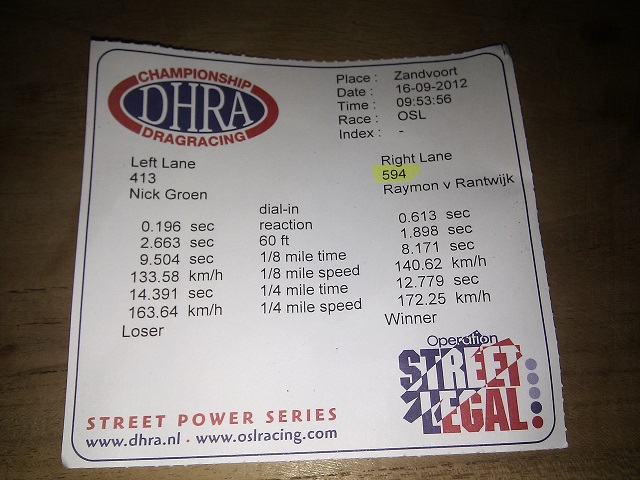 CHAMPIONSHIP
DHRA
DRAGRACING
Place : Zandvoort
Date : 16-09-2012
Time : 09:53:56
Race : OSL
Index : -
Left Lane
413
Nick Groen
Right Lane
594
Raymon v Rantwijk
dial-in
0.196 sec reaction 0.613 sec
2.663 sec 60 ft 1.898 sec
9.504 sec 1/8 mile time 8.171 sec
133.58 km/h 1/8 mile speed 140.62 km/h
14.391 sec 1/4 mile time 12.779 sec
163.64 km/h 1/4 mile speed 172.25 km/h
Loser Winner
Operation
STREET
LEGAL
STREET POWER SERIES
www.dhra.nl · www.oslracing.com